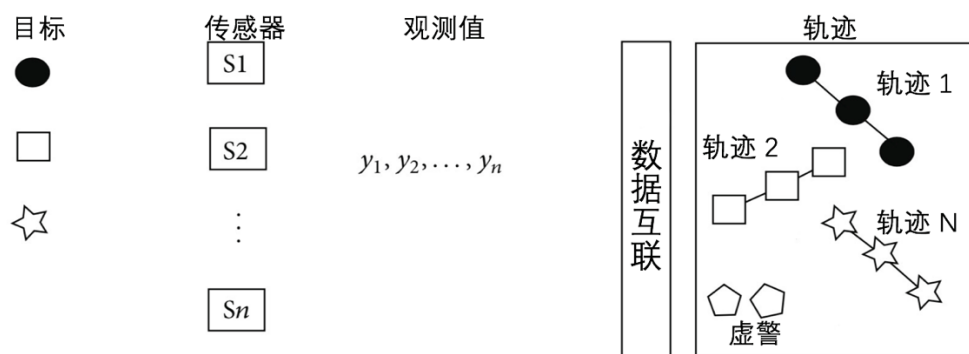 目标
传感器
观测值
轨迹
S1
S2
⋮
Sn
y₁, y₂, ..., yₙ
数据互联
轨迹 1
轨迹 2
轨迹 N
虚警